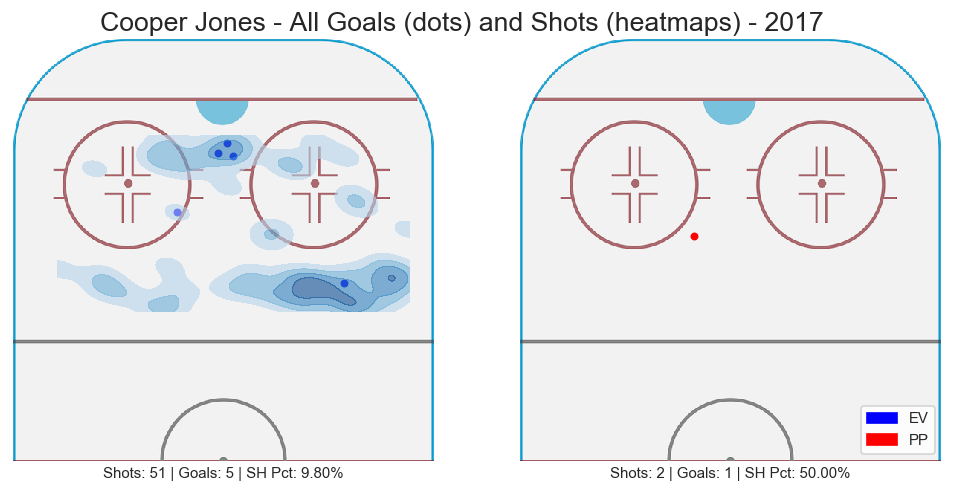 Cooper Jones - All Goals (dots) and Shots (heatmaps) - 2017
EV
PP
Shots: 51 | Goals: 5 | SH Pct: 9.80%
Shots: 2 | Goals: 1 | SH Pct: 50.00%